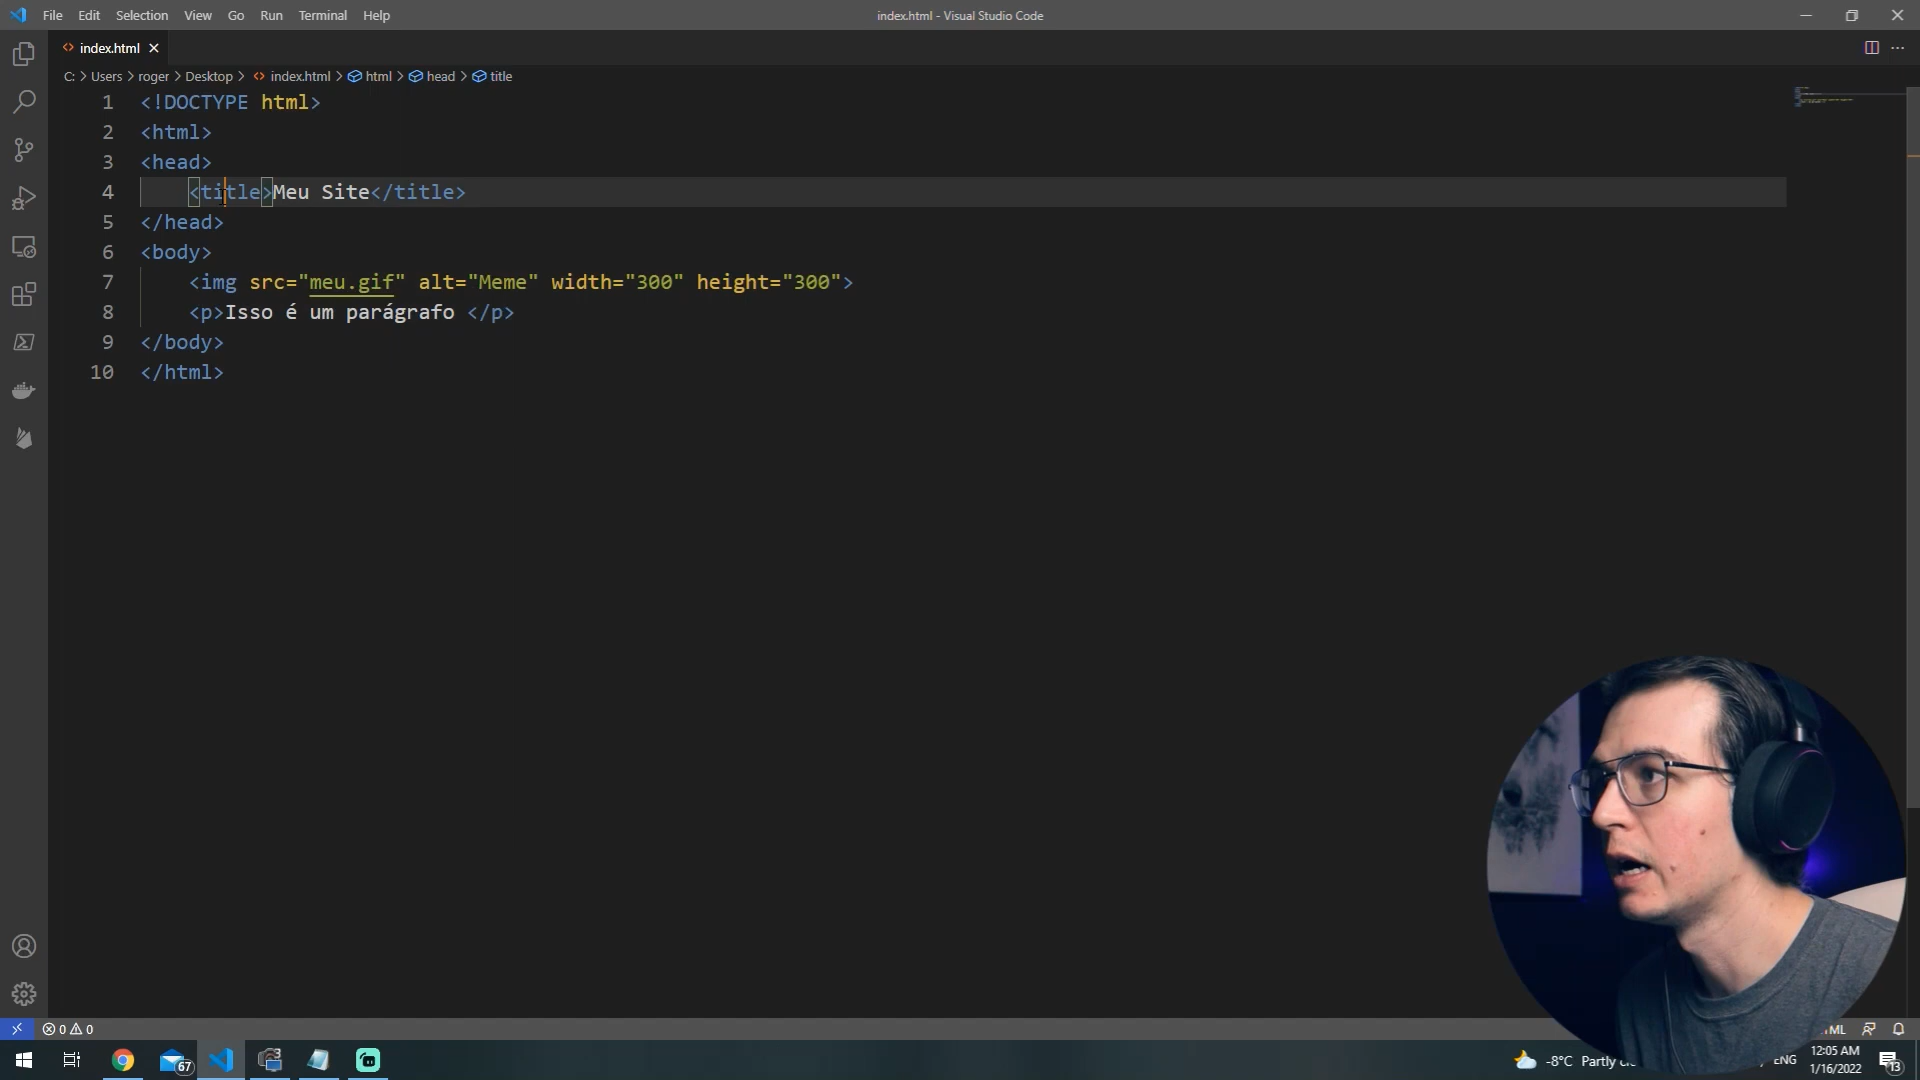 File Edit Selection View Go Run Terminal Help
index.html - Visual Studio Code
index.html
C: > Users > roger > Desktop > index.html > html > head > title
1 <!DOCTYPE html>
2 <html>
3 <head>
4 <title>Meu Site</title>
5 </head>
6 <body>
7 <img src="meu.gif" alt="Meme" width="300" height="300">
8 <p>Isso é um parágrafo </p>
9 </body>
10 </html>
0 0
67
-8°C Partly
ENG
12:05 AM
1/16/2022
13